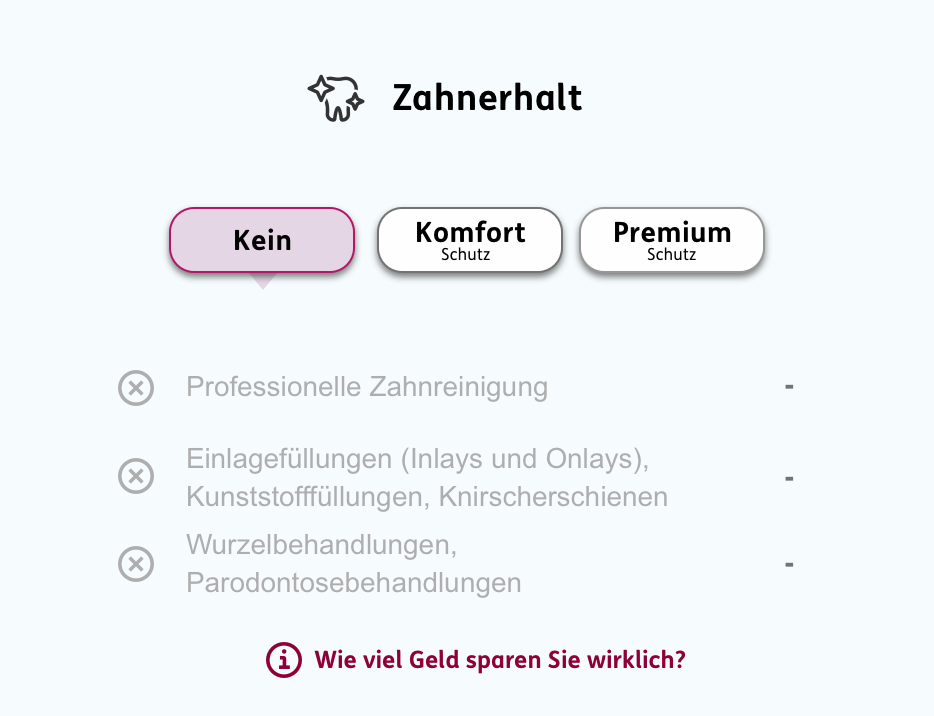 Zahnerhalt
Kein
Komfort
Schutz
Premium
Schutz
Professionelle Zahnreinigung -
Einlagefüllungen (Inlays und Onlays),
Kunststofffüllungen, Knirscherschienen -
Wurzelbehandlungen,
Parodontosebehandlungen -
Wie viel Geld sparen Sie wirklich?